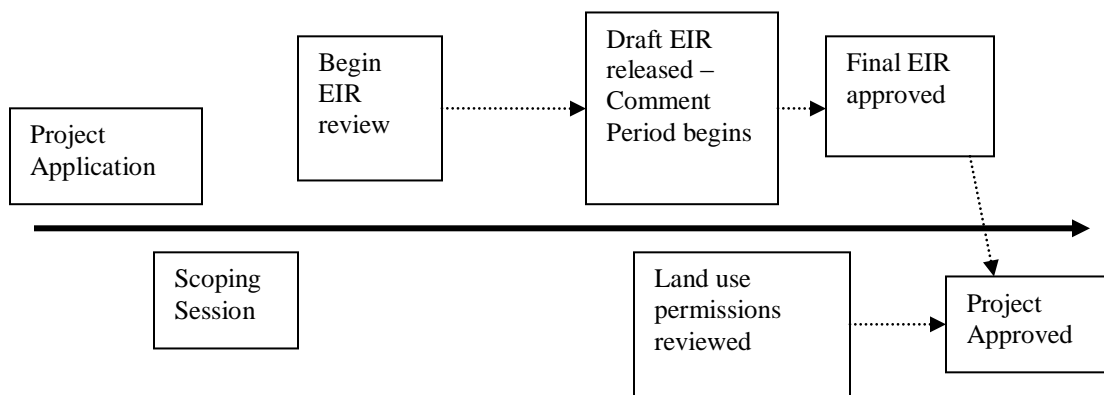 Project
Application
Scoping
Session
Begin
EIR
review
Draft EIR
released –
Comment
Period begins
Final EIR
approved
Land use
permissions
reviewed
Project
Approved